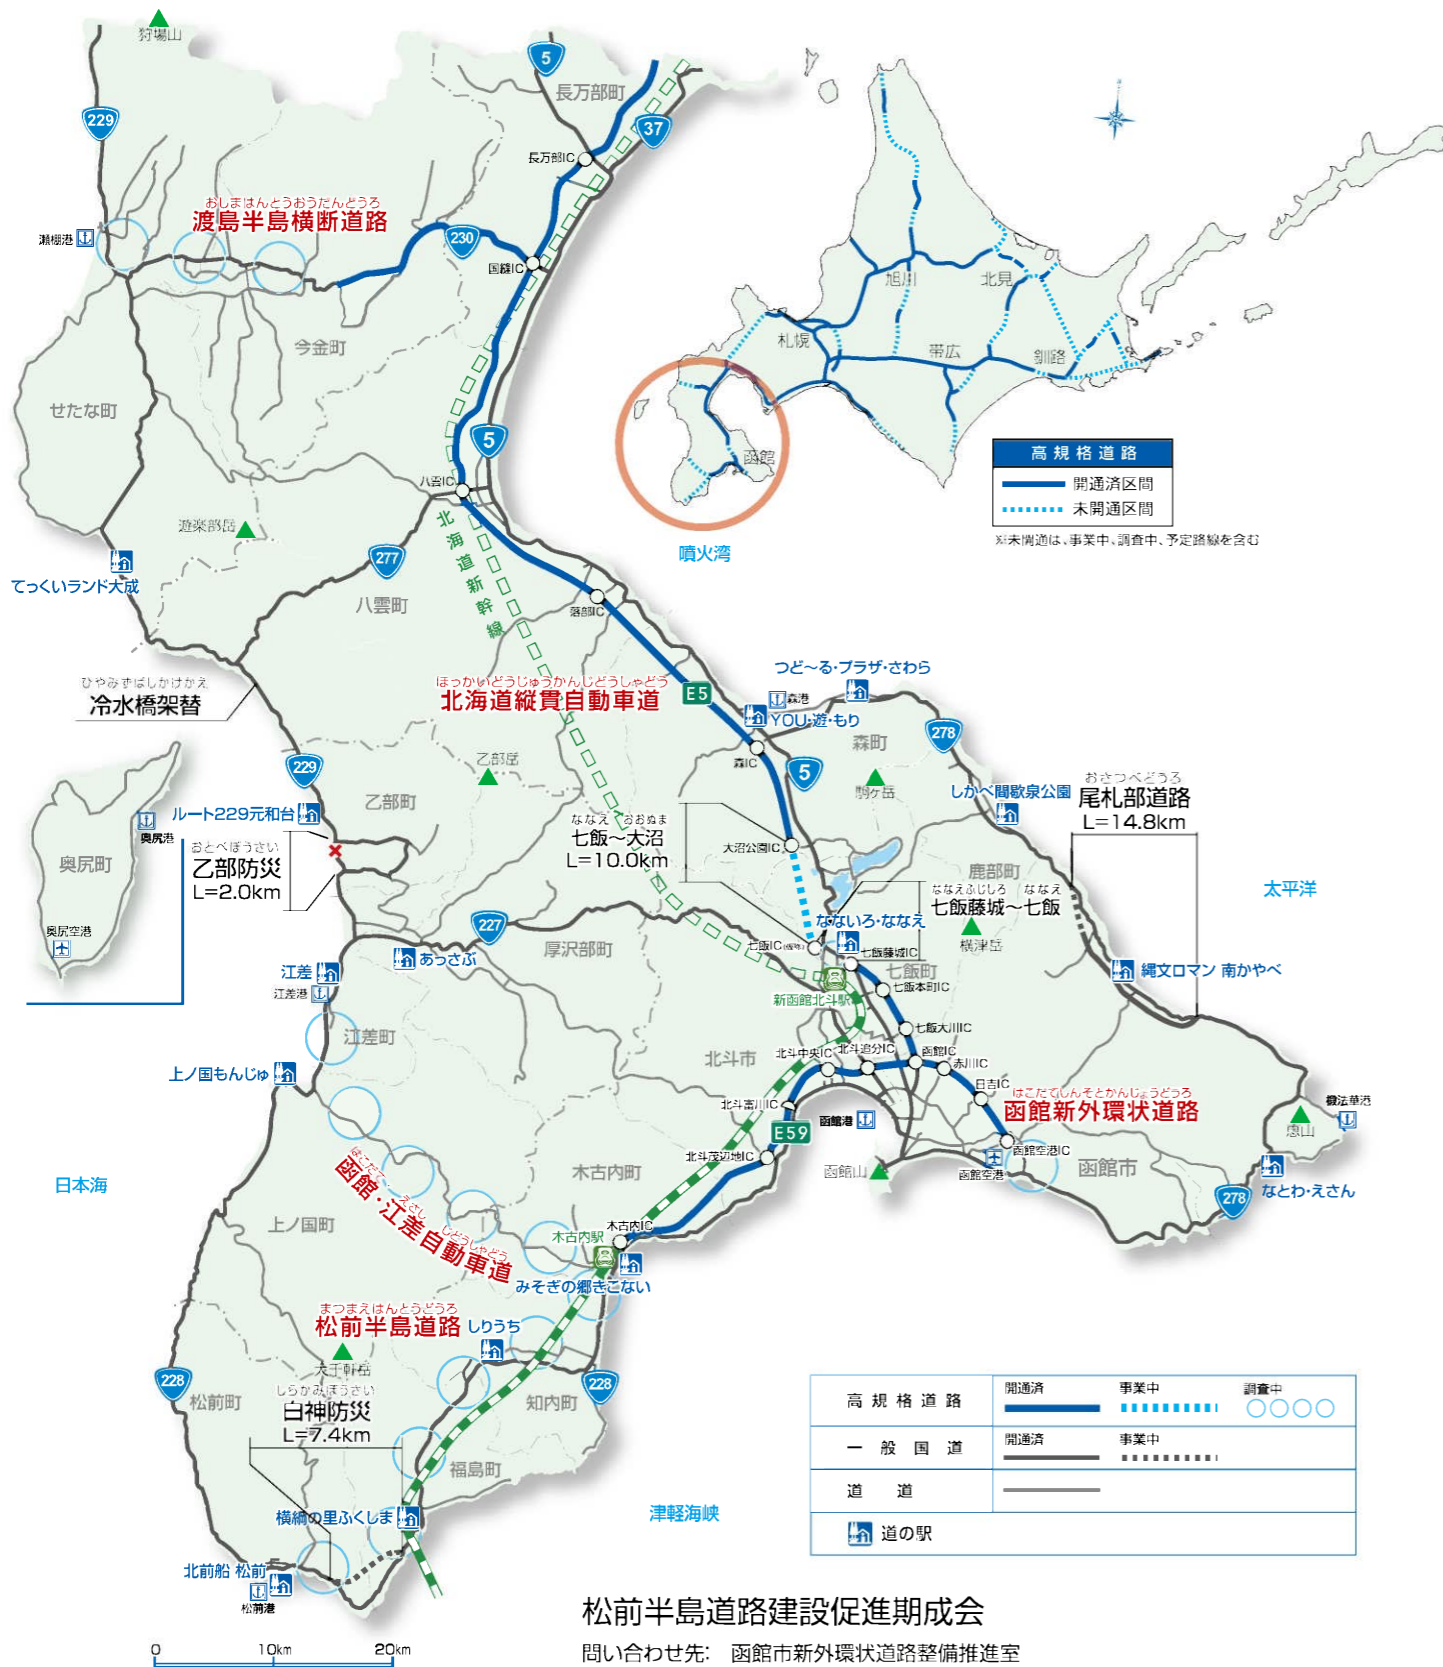 狩場山
5
長万部町
229
37
長万部IC
おしまはんとうおうだんどうろ
渡島半島横断道路
瀬棚港
230
国縫IC
旭川
北見
札幌
帯広
釧路
函館
今金町
せたな町
5
高規格道路
開通済区間
未開通区間
※未開通は、事業中、調査中、予定路線を含む
八雲IC
遊楽部岳
北海道新幹線
噴火湾
277
てっくいランド大成
八雲町
落部IC
つど〜る・プラザ・さわら
ひやみずばしかけかえ
冷水橋架替
ほっかいどうじゅうかんじどうしゃどう
北海道縦貫自動車道
E5
森港
YOU・遊・もり
森町
278
森IC
乙部岳
229
5
駒ヶ岳
しかべ間歇泉公園
おさつべどうろ
尾札部道路
L=14.8km
乙部町
ルート229元和台
奥尻港
奥尻町
おとべぼうさい
乙部防災
L=2.0km
ななえ おおぬま
七飯〜大沼
L=10.0km
大沼公園IC
鹿部町
太平洋
ななえふじしろ ななえ
七飯藤城〜七飯
奥尻空港
227
なないろ・ななえ
横津岳
厚沢部町
七飯IC(仮称)
七飯藤城IC
あっさぶ
江差
江差港
七飯町
縄文ロマン 南かやべ
七飯本町IC
新函館北斗駅
七飯大川IC
江差町
北斗市
北斗中央IC
北斗追分IC
函館IC
赤川IC
上ノ国もんじゅ
日吉IC
はこだてしんそとかんじょうどうろ
函館新外環状道路
北斗富川IC
函館港
椴法華港
恵山
E59
函館空港IC
北斗茂辺地IC
函館山
函館空港
函館市
なとわ・えさん
278
日本海
はこだて えさし じどうしゃどう
函館・江差自動車道
木古内町
上ノ国町
木古内IC
木古内駅
みそぎの郷きこない
まつまえはんとうどうろ
松前半島道路
しりうち
大千軒岳
228
松前町
知内町
228
しらかみぼうさい
白神防災
L=7.4km
福島町
横綱の里ふくしま
津軽海峡
北前船 松前
松前港
高規格道路
開通済
事業中
調査中
一般国道
開通済
事業中
道道
道の駅
松前半島道路建設促進期成会
問い合わせ先: 函館市新外環状道路整備推進室
0 10km 20km